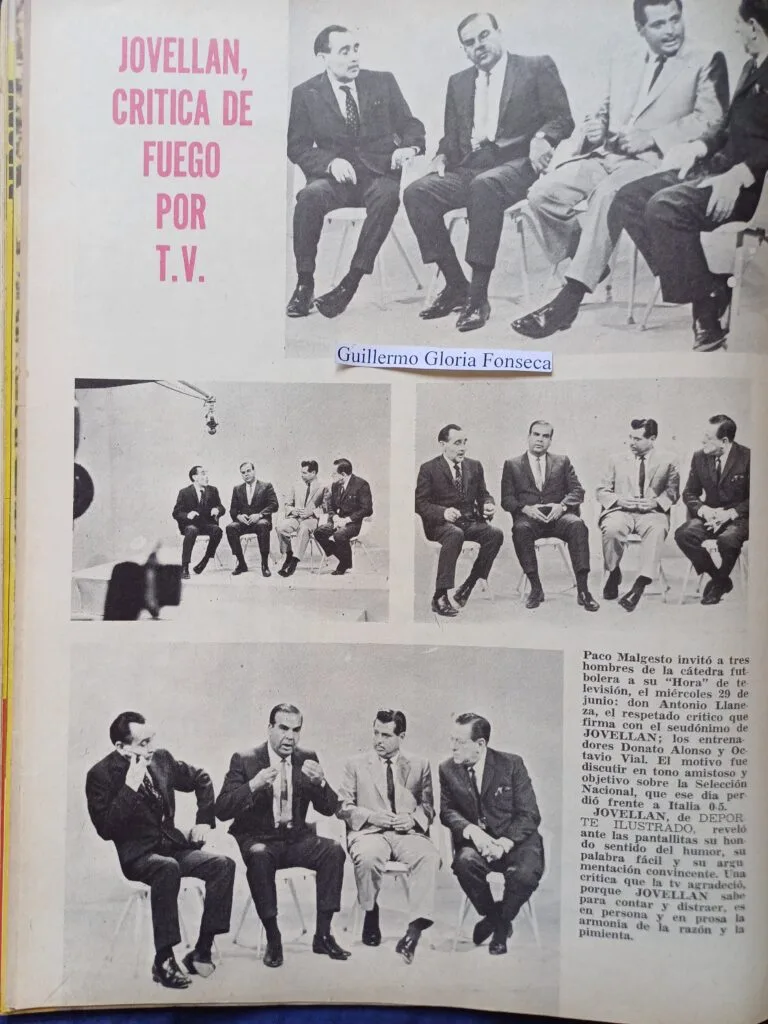 JOVELLAN,
CRITICA DE
FUEGO
POR
T.V.
Guillermo Gloria Fonseca
Paco Malgesto invitó a tres
hombres de la cátedra fut-
bolera a su "Hora" de te-
levisión, el miércoles 29 de
junio: don Antonio Llane-
za, el respetado critico que
firma con el seudónimo de
JOVELLAN; los entrena-
dores Donato Alonso y Oc-
tavio Vial. El motivo fue
discutir en tono amistoso y
objetivo sobre la Selección
Nacional, que ese día per-
dió frente a Italia 0-5.
JOVELLAN, de DEPOR-
TE ILUSTRADO, reveló
ante las pantallitas su hon-
do sentido del humor, su
palabra fácil y su argu
mentación convincente. Una
crítica que la tv agradeció,
porque JOVELLAN sabe
para contar y distraer, es
en persona y en prosa la
armonía de la razón y la
pimienta.